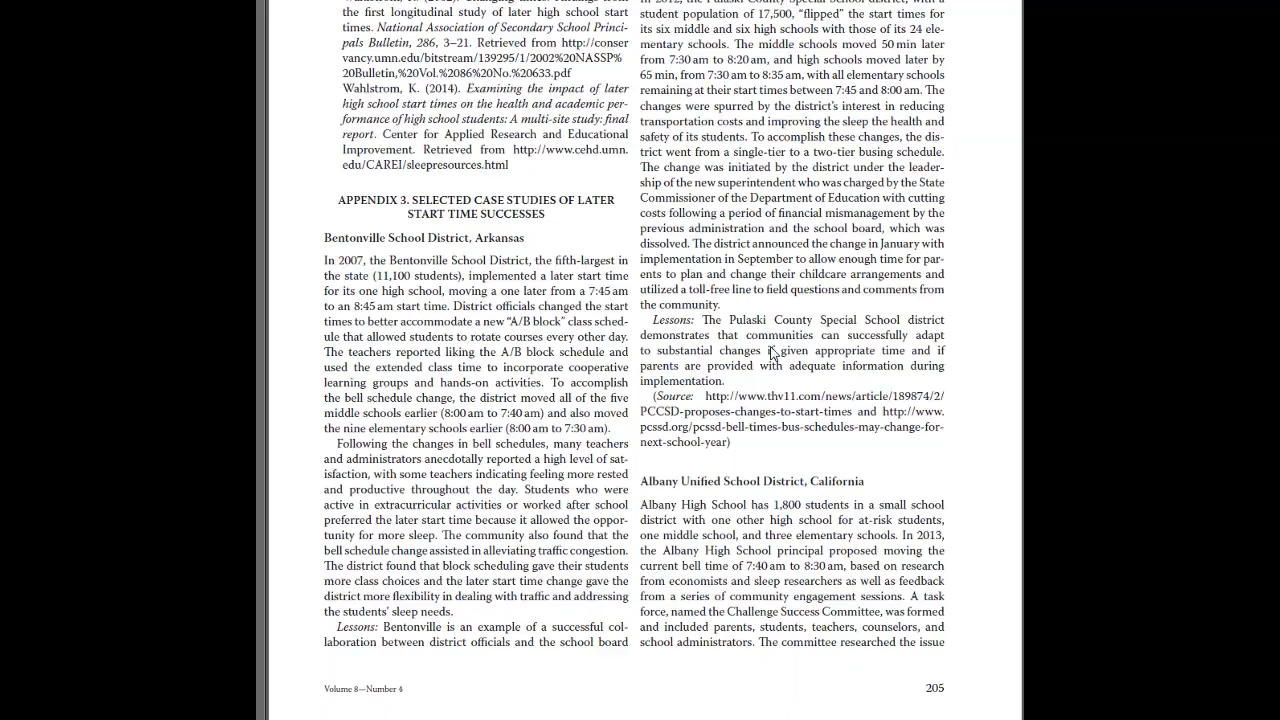 the first longitudinal study of later high school start
times. National Association of Secondary School Princi-
pals Bulletin, 286, 3–21. Retrieved from http://conser
vancy.umn.edu/bitstream/139295/1/2002%20NASSP%
20Bulletin,%20Vol.%2086%20No.%20633.pdf
Wahlstrom, K. (2014). Examining the impact of later
high school start times on the health and academic per-
formance of high school students: A multi-site study: final
report. Center for Applied Research and Educational
Improvement. Retrieved from http://www.cehd.umn.
edu/CAREI/sleepresources.html
APPENDIX 3. SELECTED CASE STUDIES OF LATER
START TIME SUCCESSES
Bentonville School District, Arkansas
In 2007, the Bentonville School District, the fifth-largest in
the state (11,100 students), implemented a later start time
for its one high school, moving a one later from a 7:45 am
to an 8:45 am start time. District officials changed the start
times to better accommodate a new “A/B block” class sched-
ule that allowed students to rotate courses every other day.
The teachers reported liking the A/B block schedule and
used the extended class time to incorporate cooperative
learning groups and hands-on activities. To accomplish
the bell schedule change, the district moved all of the five
middle schools earlier (8:00 am to 7:40 am) and also moved
the nine elementary schools earlier (8:00 am to 7:30 am).
Following the changes in bell schedules, many teachers
and administrators anecdotally reported a high level of sat-
isfaction, with some teachers indicating feeling more rested
and productive throughout the day. Students who were
active in extracurricular activities or worked after school
preferred the later start time because it allowed the oppor-
tunity for more sleep. The community also found that the
bell schedule change assisted in alleviating traffic congestion.
The district found that block scheduling gave their students
more class choices and the later start time change gave the
district more flexibility in dealing with traffic and addressing
the students’ sleep needs.
Lessons: Bentonville is an example of a successful col-
laboration between district officials and the school board
In 2012, the Pulaski County Special School district, with a
student population of 17,500, “flipped” the start times for
its six middle and six high schools with those of its 24 ele-
mentary schools. The middle schools moved 50 min later
from 7:30 am to 8:20 am, and high schools moved later by
65 min, from 7:30 am to 8:35 am, with all elementary schools
remaining at their start times between 7:45 and 8:00 am. The
changes were spurred by the district’s interest in reducing
transportation costs and improving the sleep the health and
safety of its students. To accomplish these changes, the dis-
trict went from a single-tier to a two-tier busing schedule.
The change was initiated by the district under the leader-
ship of the new superintendent who was charged by the State
Commissioner of the Department of Education with cutting
costs following a period of financial mismanagement by the
previous administration and the school board, which was
dissolved. The district announced the change in January with
implementation in September to allow enough time for par-
ents to plan and change their childcare arrangements and
utilized a toll-free line to field questions and comments from
the community.
Lessons: The Pulaski County Special School district
demonstrates that communities can successfully adapt
to substantial changes if given appropriate time and if
parents are provided with adequate information during
implementation.
(Source: http://www.thv11.com/news/article/189874/2/
PCCSD-proposes-changes-to-start-times and http://www.
pcssd.org/pcssd-bell-times-bus-schedules-may-change-for-
next-school-year)
Albany Unified School District, California
Albany High School has 1,800 students in a small school
district with one other high school for at-risk students,
one middle school, and three elementary schools. In 2013,
the Albany High School principal proposed moving the
current bell time of 7:40 am to 8:30 am, based on research
from economists and sleep researchers as well as feedback
from a series of community engagement sessions. A task
force, named the Challenge Success Committee, was formed
and included parents, students, teachers, counselors, and
school administrators. The committee researched the issue
Volume 8—Number 4
205